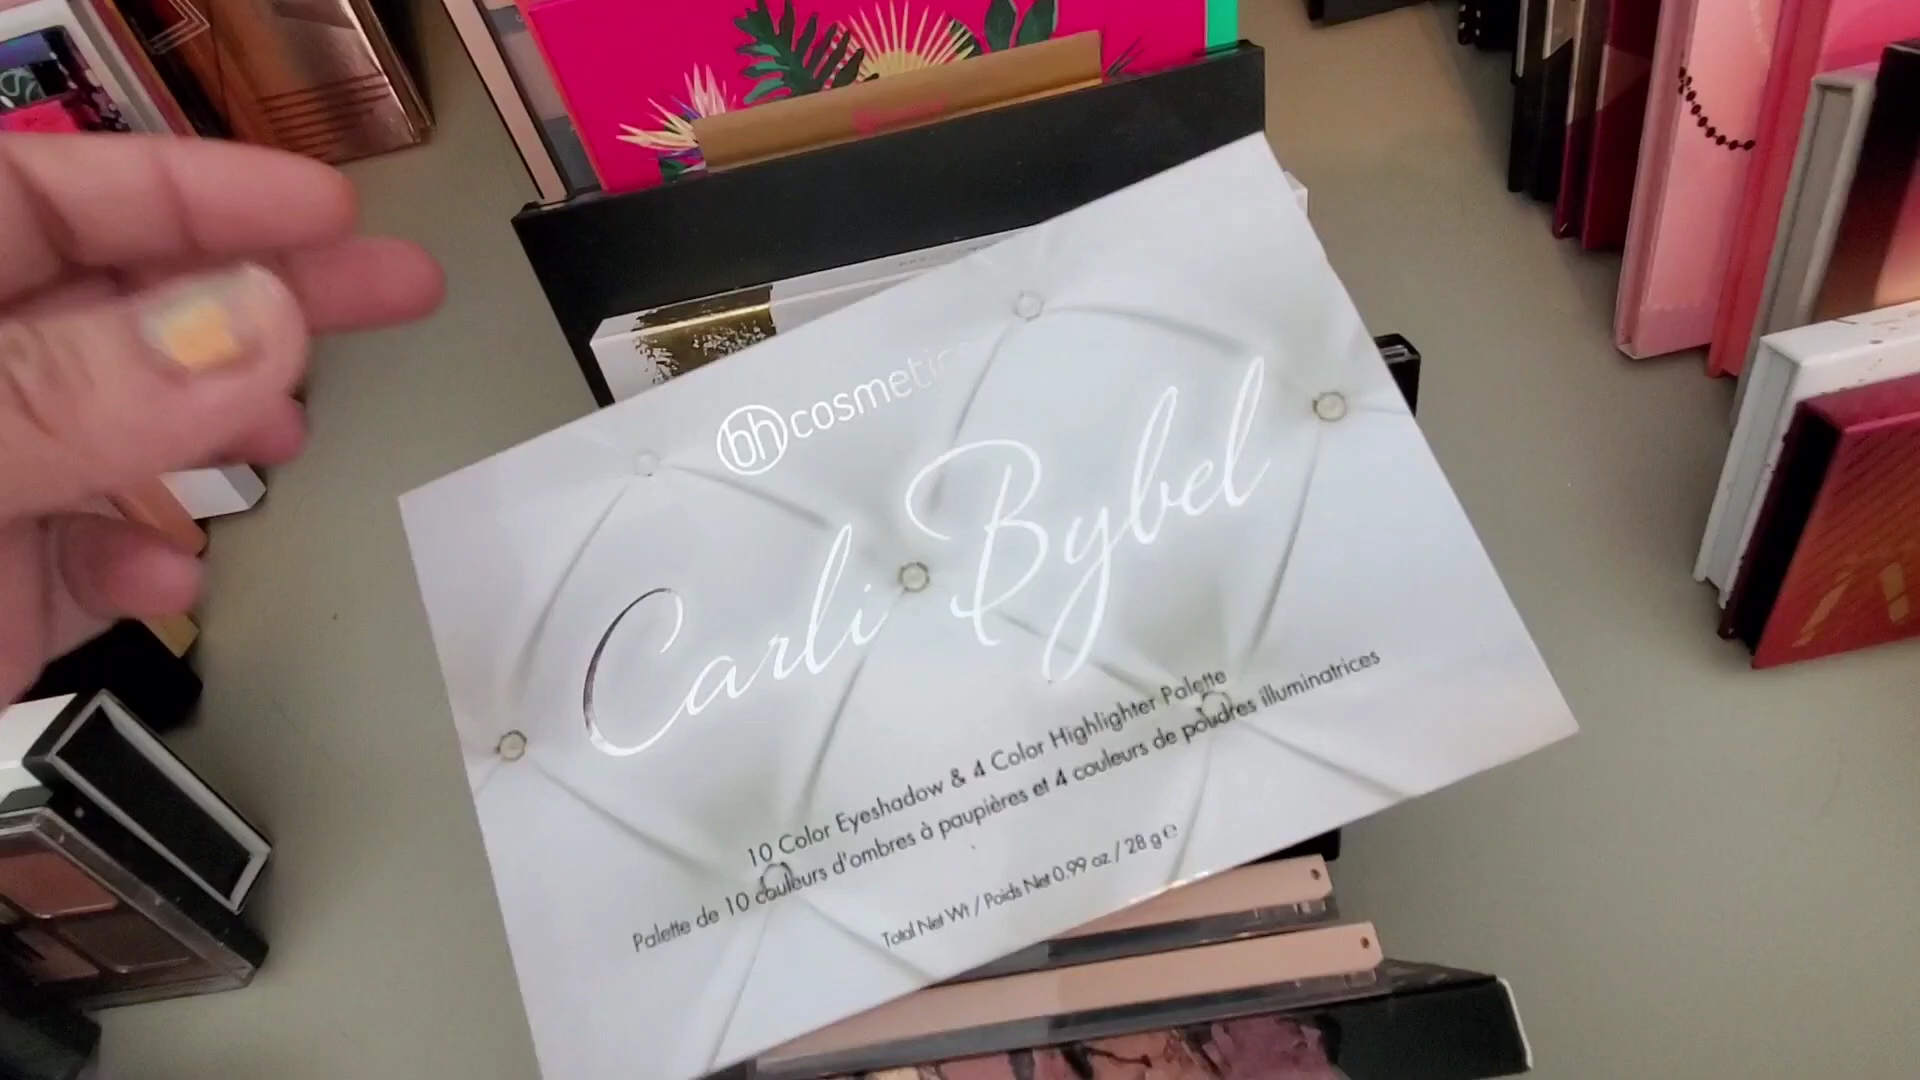 bh cosmetics
Carli Bybel
10 Color Eyeshadow & 4 Color Highlighter Palette
Palette de 10 couleurs d'ombres à paupières et 4 couleurs de poudres illuminatrices
Total Net Wt / Poids Net 0.99 oz / 28 g ℮